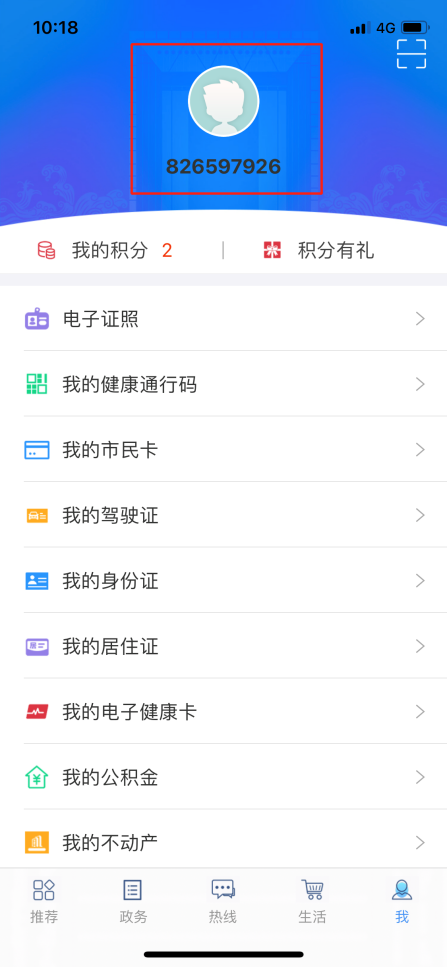 10:18 4G
826597926
我的积分 2 | 积分有礼
电子证照
我的健康通行码
我的市民卡
我的驾驶证
我的身份证
我的居住证
我的电子健康卡
我的公积金
我的不动产
推荐 政务 热线 生活 我